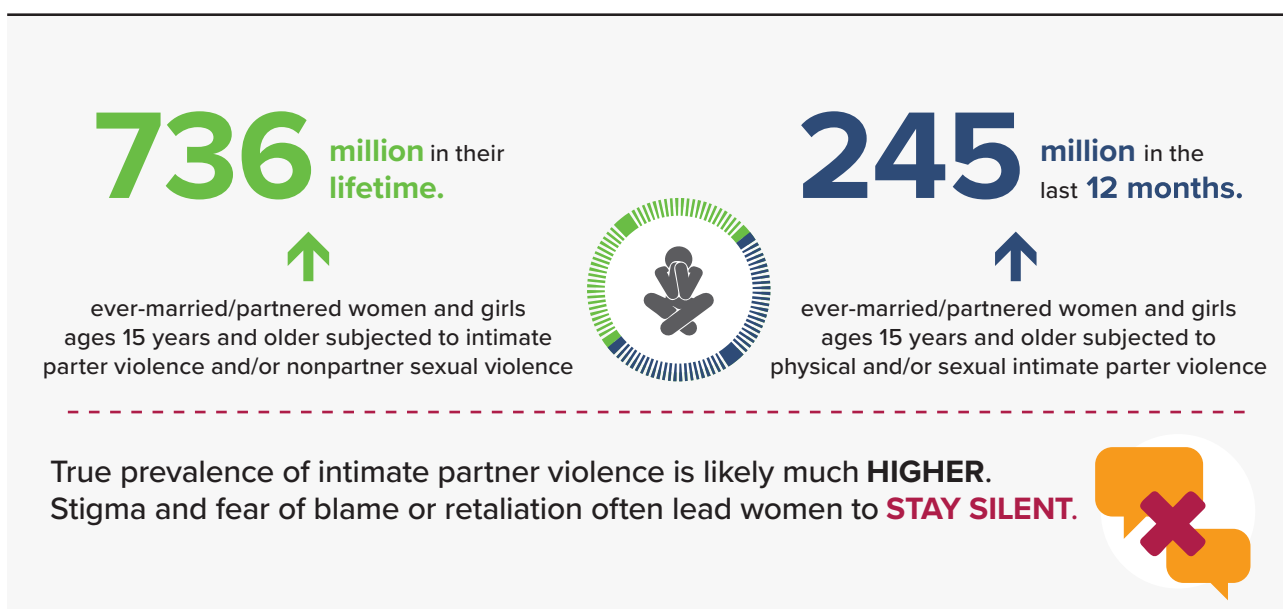 736 million in their
lifetime.
ever-married/partnered women and girls
ages 15 years and older subjected to intimate
parter violence and/or nonpartner sexual violence
245 million in the
last 12 months.
ever-married/partnered women and girls
ages 15 years and older subjected to
physical and/or sexual intimate parter violence
True prevalence of intimate partner violence is likely much HIGHER.
Stigma and fear of blame or retaliation often lead women to STAY SILENT.